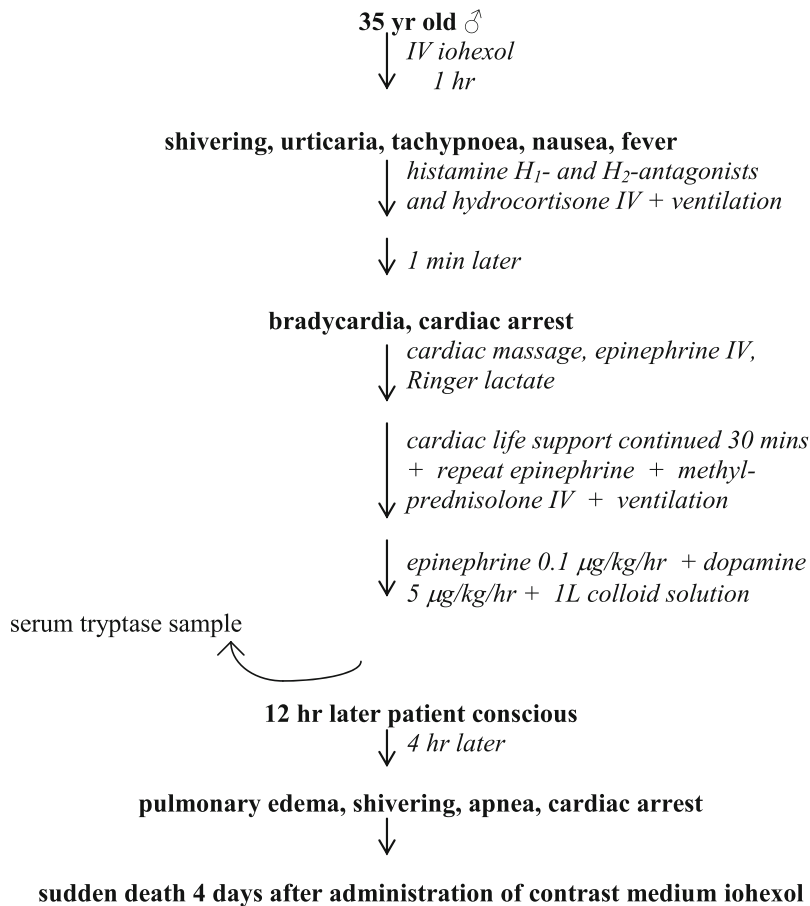 35 yr old ♂
IV iohexol
1 hr
shivering, urticaria, tachypnoea, nausea, fever
histamine H1- and H2-antagonists
and hydrocortisone IV + ventilation
1 min later
bradycardia, cardiac arrest
cardiac massage, epinephrine IV,
Ringer lactate
cardiac life support continued 30 mins
+ repeat epinephrine + methyl-
prednisolone IV + ventilation
epinephrine 0.1 µg/kg/hr + dopamine
5 µg/kg/hr + 1L colloid solution
serum tryptase sample
12 hr later patient conscious
4 hr later
pulmonary edema, shivering, apnea, cardiac arrest
sudden death 4 days after administration of contrast medium iohexol